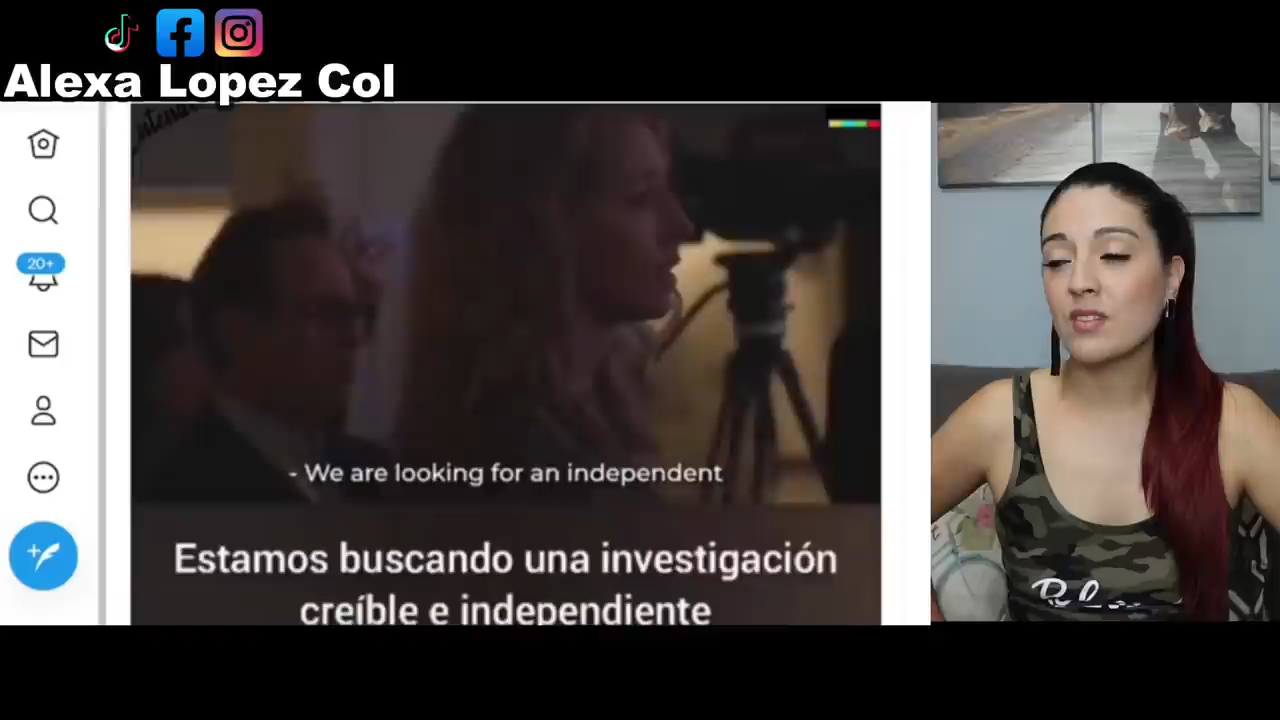 Alexa Lopez Col
20+
- We are looking for an independent
Estamos buscando una investigación
creíble e independiente